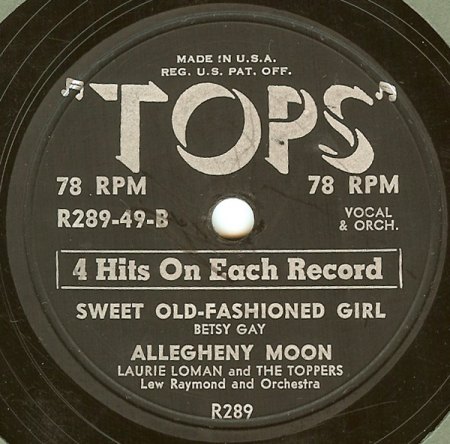 MADE IN U.S.A.
REG. U.S. PAT. OFF.
TOPS
78 RPM 78 RPM
R289-49-B VOCAL & ORCH.
4 Hits On Each Record
SWEET OLD-FASHIONED GIRL
BETSY GAY
ALLEGHENY MOON
LAURIE LOMAN and THE TOPPERS
Lew Raymond and Orchestra
R289